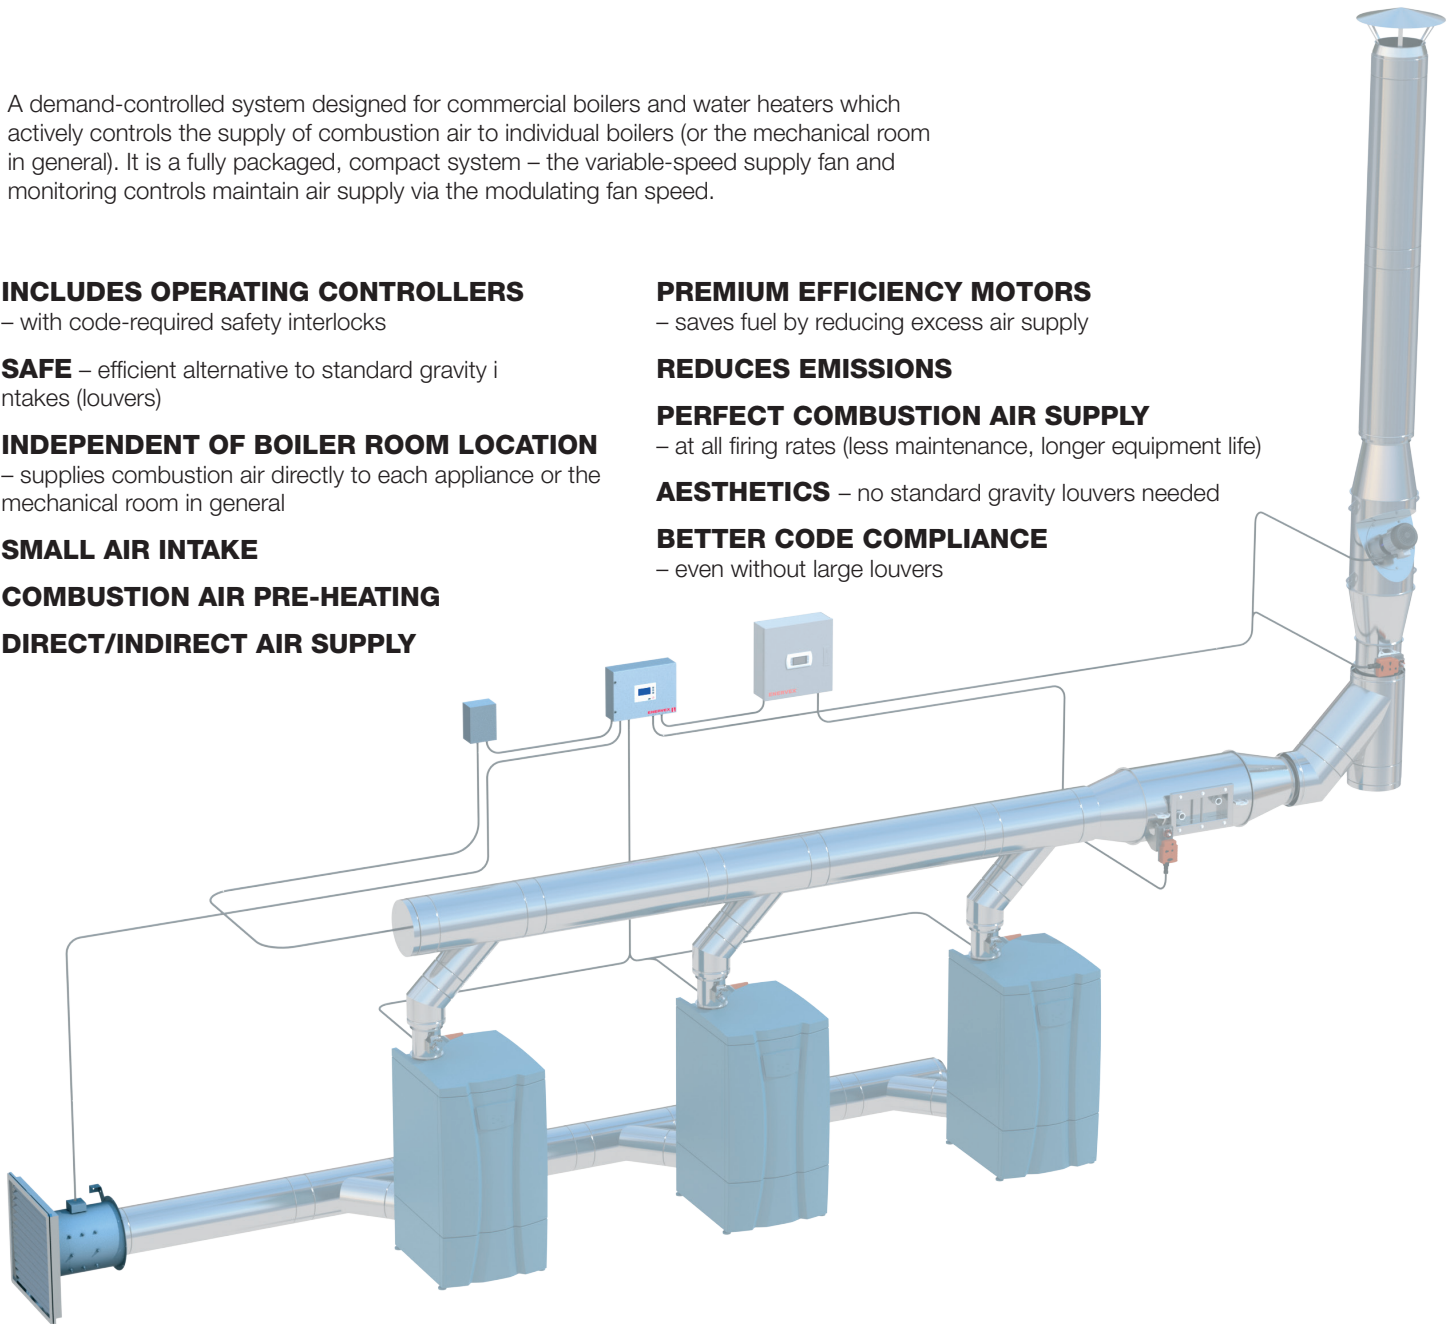 A demand-controlled system designed for commercial boilers and water heaters which
actively controls the supply of combustion air to individual boilers (or the mechanical room
in general). It is a fully packaged, compact system – the variable-speed supply fan and
monitoring controls maintain air supply via the modulating fan speed.
INCLUDES OPERATING CONTROLLERS
– with code-required safety interlocks
SAFE – efficient alternative to standard gravity i
ntakes (louvers)
INDEPENDENT OF BOILER ROOM LOCATION
– supplies combustion air directly to each appliance or the
mechanical room in general
SMALL AIR INTAKE
COMBUSTION AIR PRE-HEATING
DIRECT/INDIRECT AIR SUPPLY
PREMIUM EFFICIENCY MOTORS
– saves fuel by reducing excess air supply
REDUCES EMISSIONS
PERFECT COMBUSTION AIR SUPPLY
– at all firing rates (less maintenance, longer equipment life)
AESTHETICS – no standard gravity louvers needed
BETTER CODE COMPLIANCE
– even without large louvers